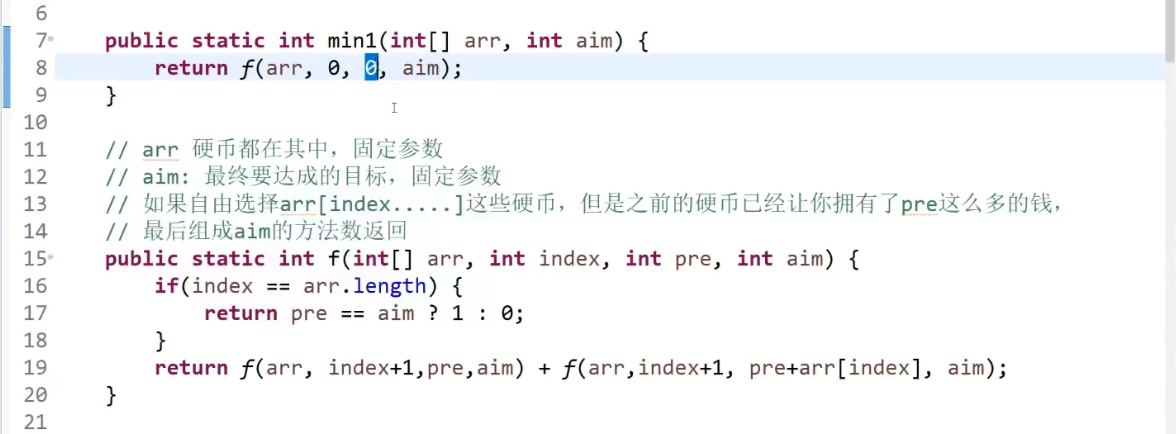 6
7 public static int min1(int[] arr, int aim) {
8 return f(arr, 0, 0, aim);
9 }
10
11 // arr 硬币都在其中，固定参数
12 // aim: 最终要达成的目标，固定参数
13 // 如果自由选择arr[index.....]这些硬币，但是之前的硬币已经让你拥有了pre这么多的钱，
14 // 最后组成aim的方法数返回
15 public static int f(int[] arr, int index, int pre, int aim) {
16 if(index == arr.length) {
17 return pre == aim ? 1 : 0;
18 }
19 return f(arr, index+1,pre,aim) + f(arr,index+1, pre+arr[index], aim);
20 }
21